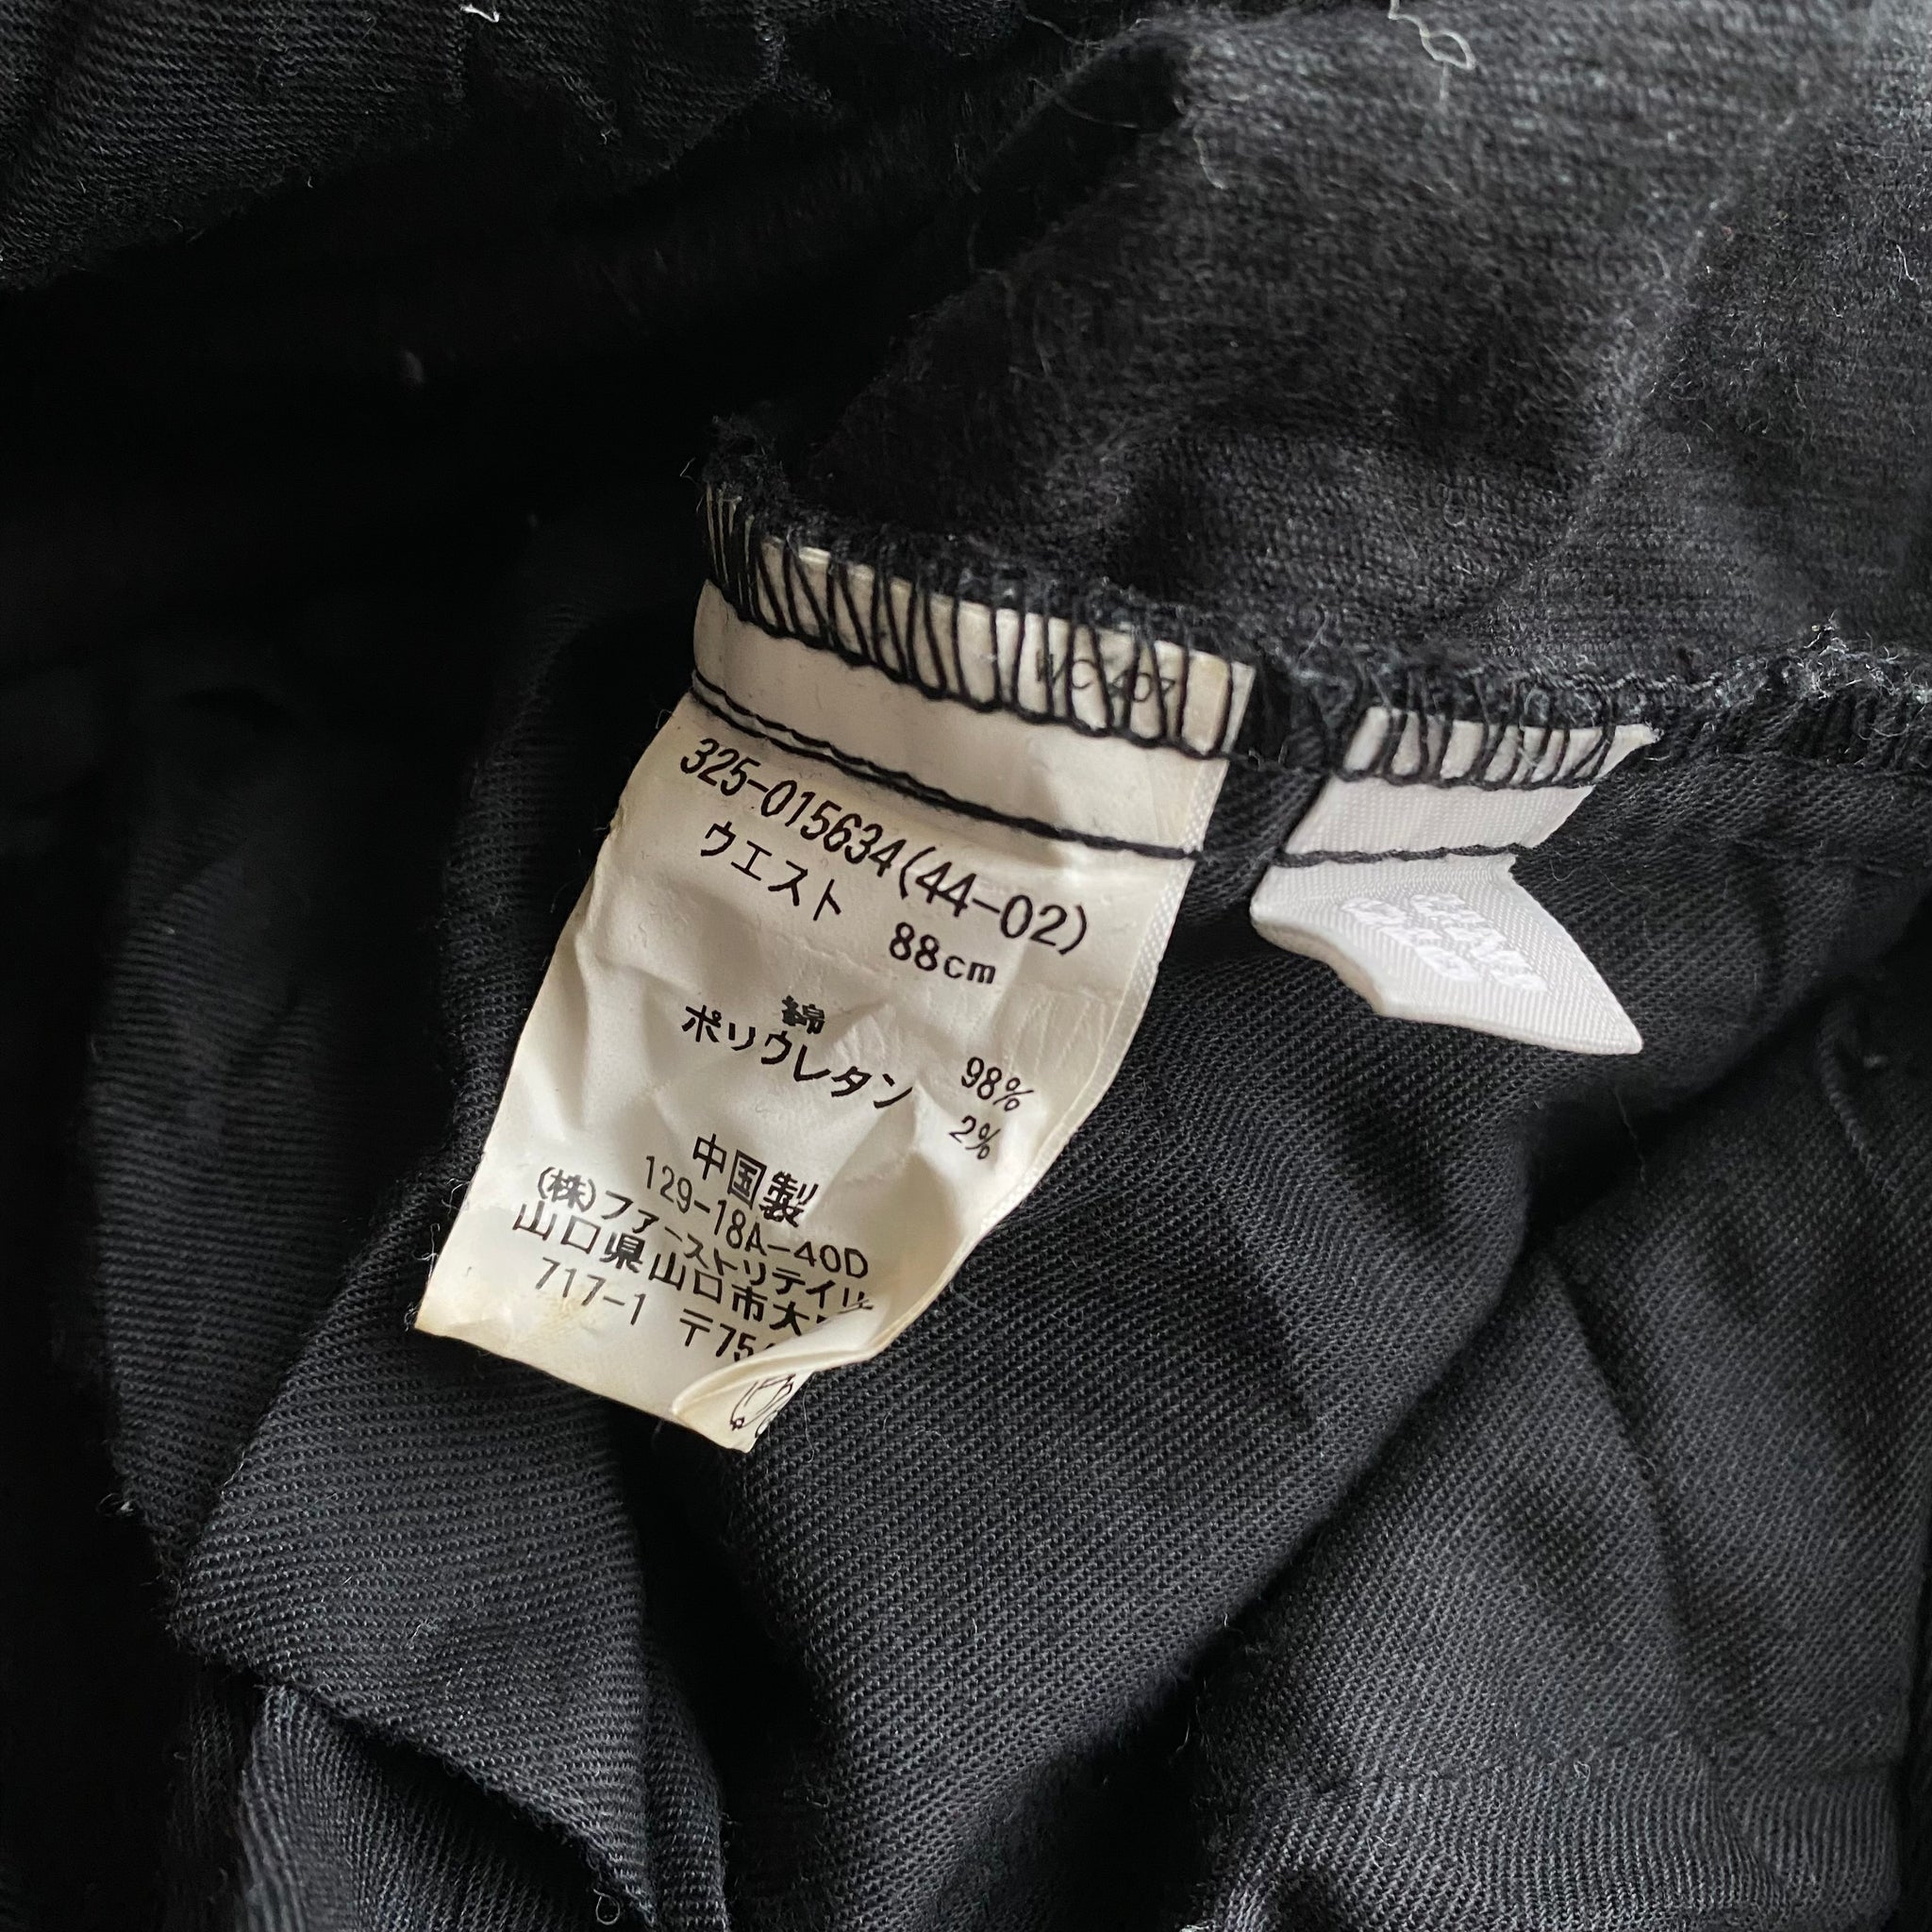 WC 407
325-015634(44-02)
ウエスト 88cm
綿 98%
ポリウレタン 2%
中国製
129-18A-40D
(株)ファーストリテイリ
山口県山口市大
717-1 〒75